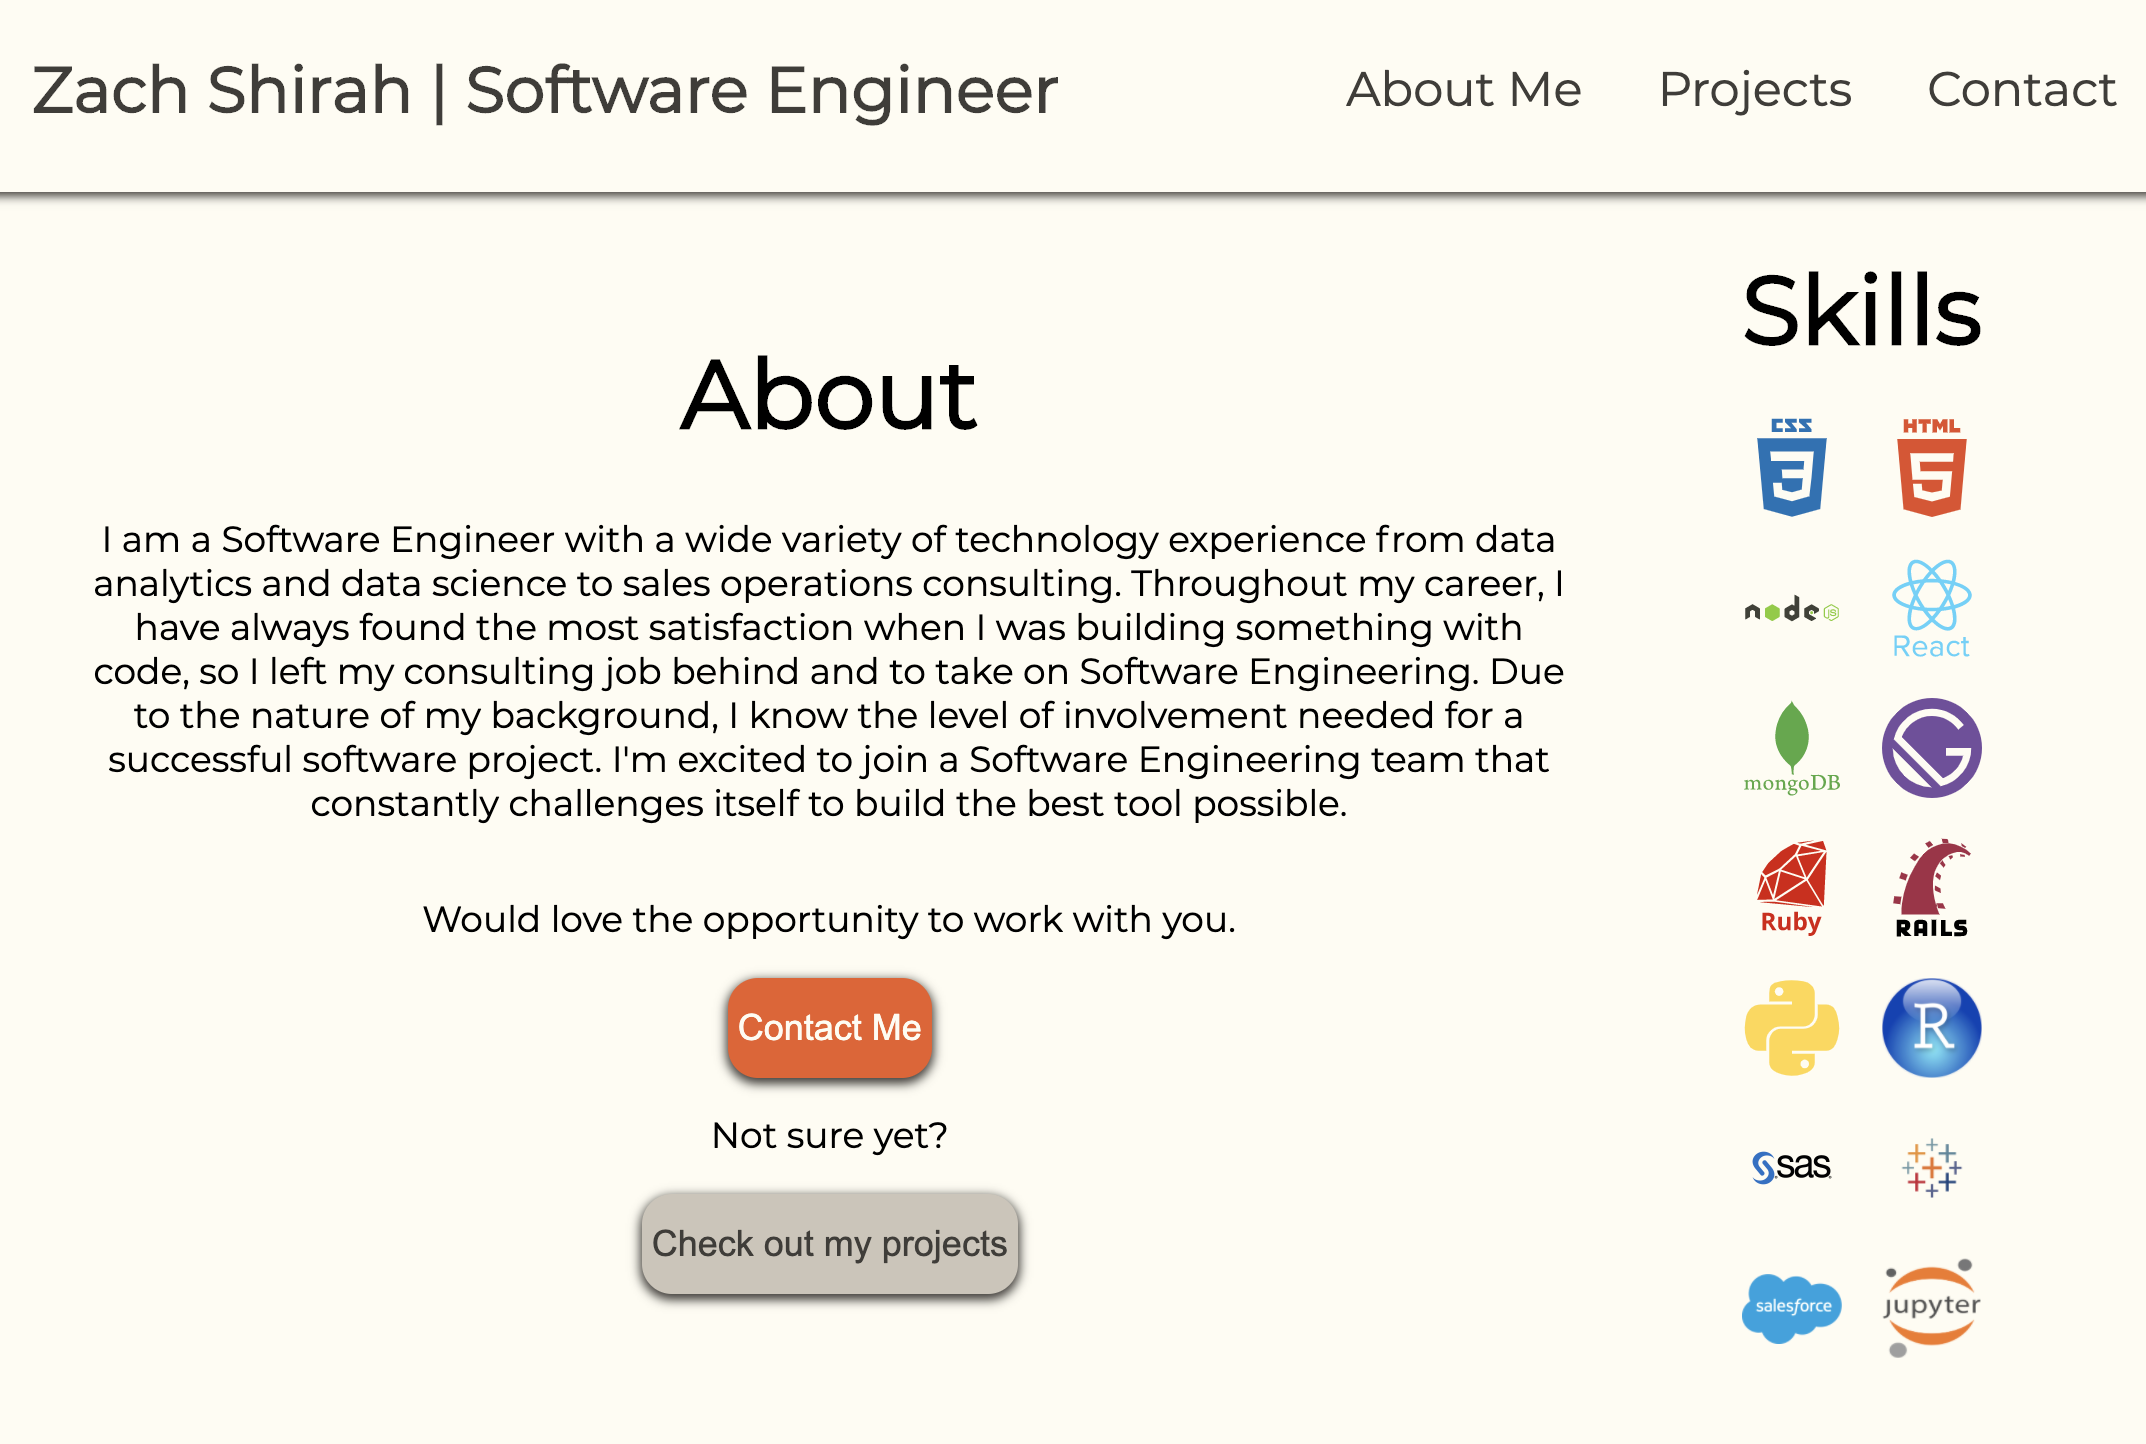 Zach Shirah | Software Engineer
About Me
Projects
Contact
About
I am a Software Engineer with a wide variety of technology experience from data
analytics and data science to sales operations consulting. Throughout my career, I
have always found the most satisfaction when I was building something with
code, so I left my consulting job behind and to take on Software Engineering. Due
to the nature of my background, I know the level of involvement needed for a
successful software project. I'm excited to join a Software Engineering team that
constantly challenges itself to build the best tool possible.
Would love the opportunity to work with you.
Contact Me
Not sure yet?
Check out my projects
Skills
CSS
3
HTML
5
node JS
React
mongoDB
G
Ruby
RAILS
R
sas
salesforce
jupyter